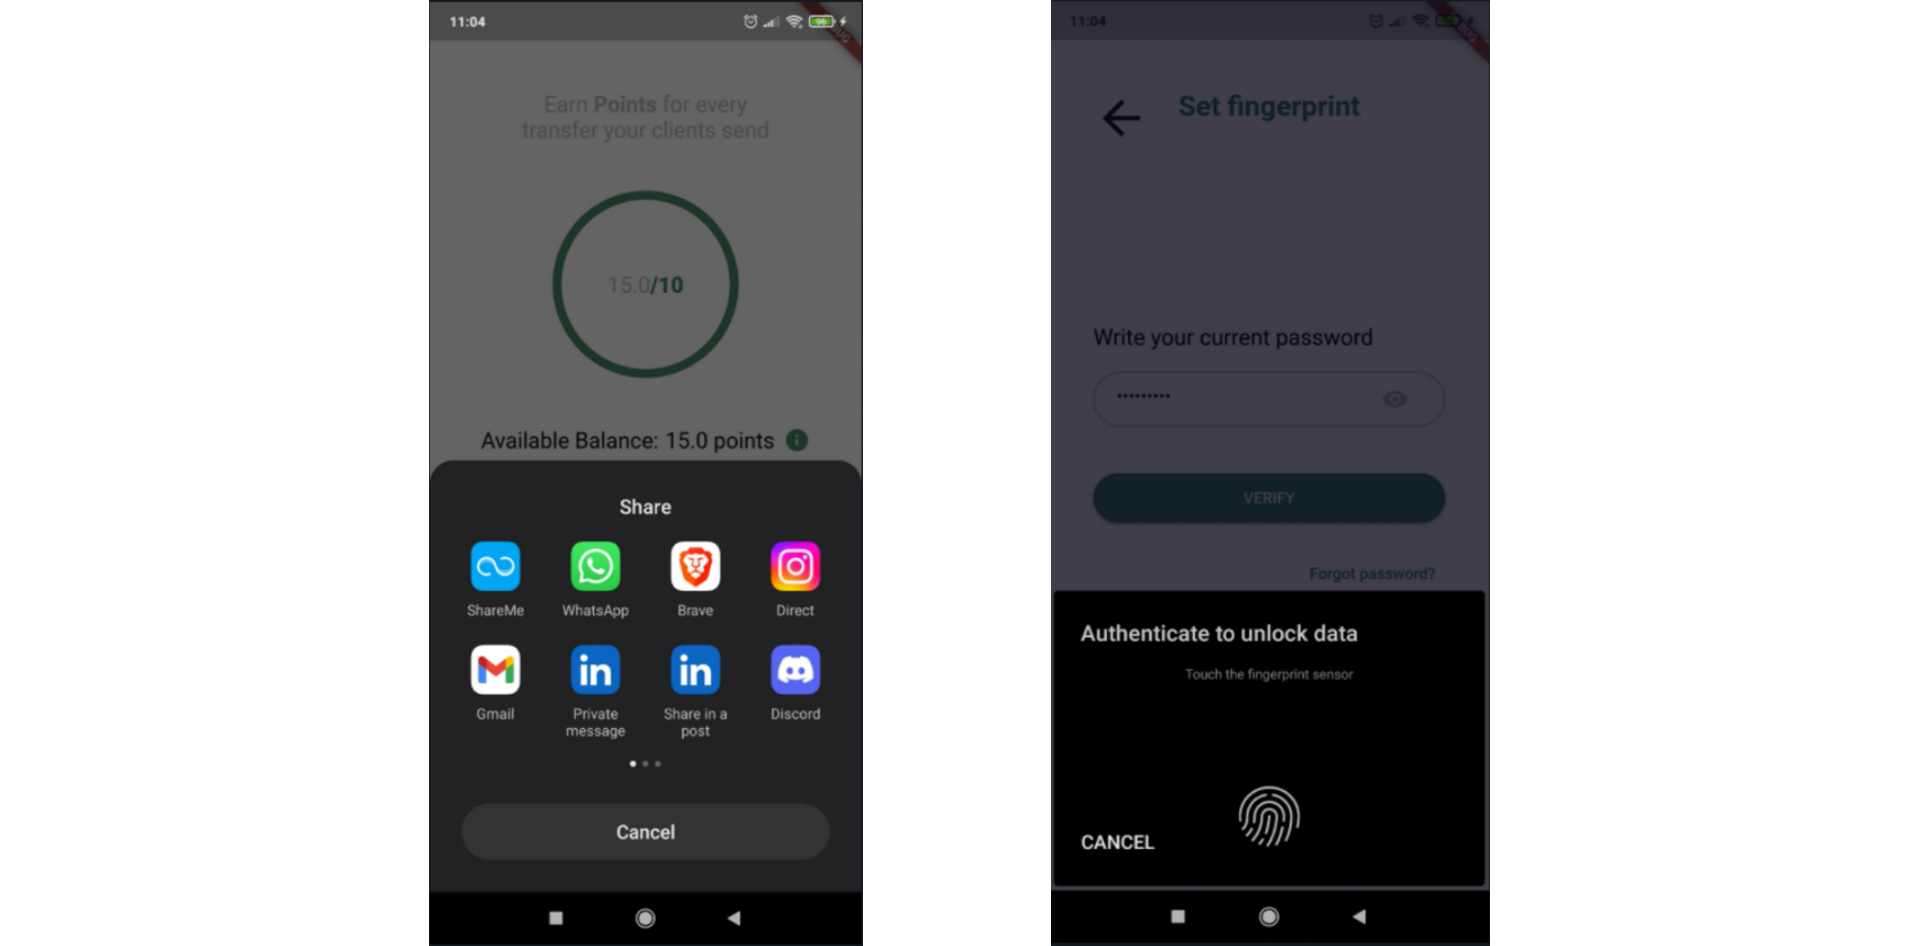 11:04
96
Earn Points for every
transfer your clients send
15.0/10
Available Balance: 15.0 points
Share
ShareMe
WhatsApp
Brave
Direct
Gmail
Private
message
Share in a
post
Discord
Cancel
11:04
Set fingerprint
Write your current password
VERIFY
Forgot password?
Authenticate to unlock data
Touch the fingerprint sensor
CANCEL